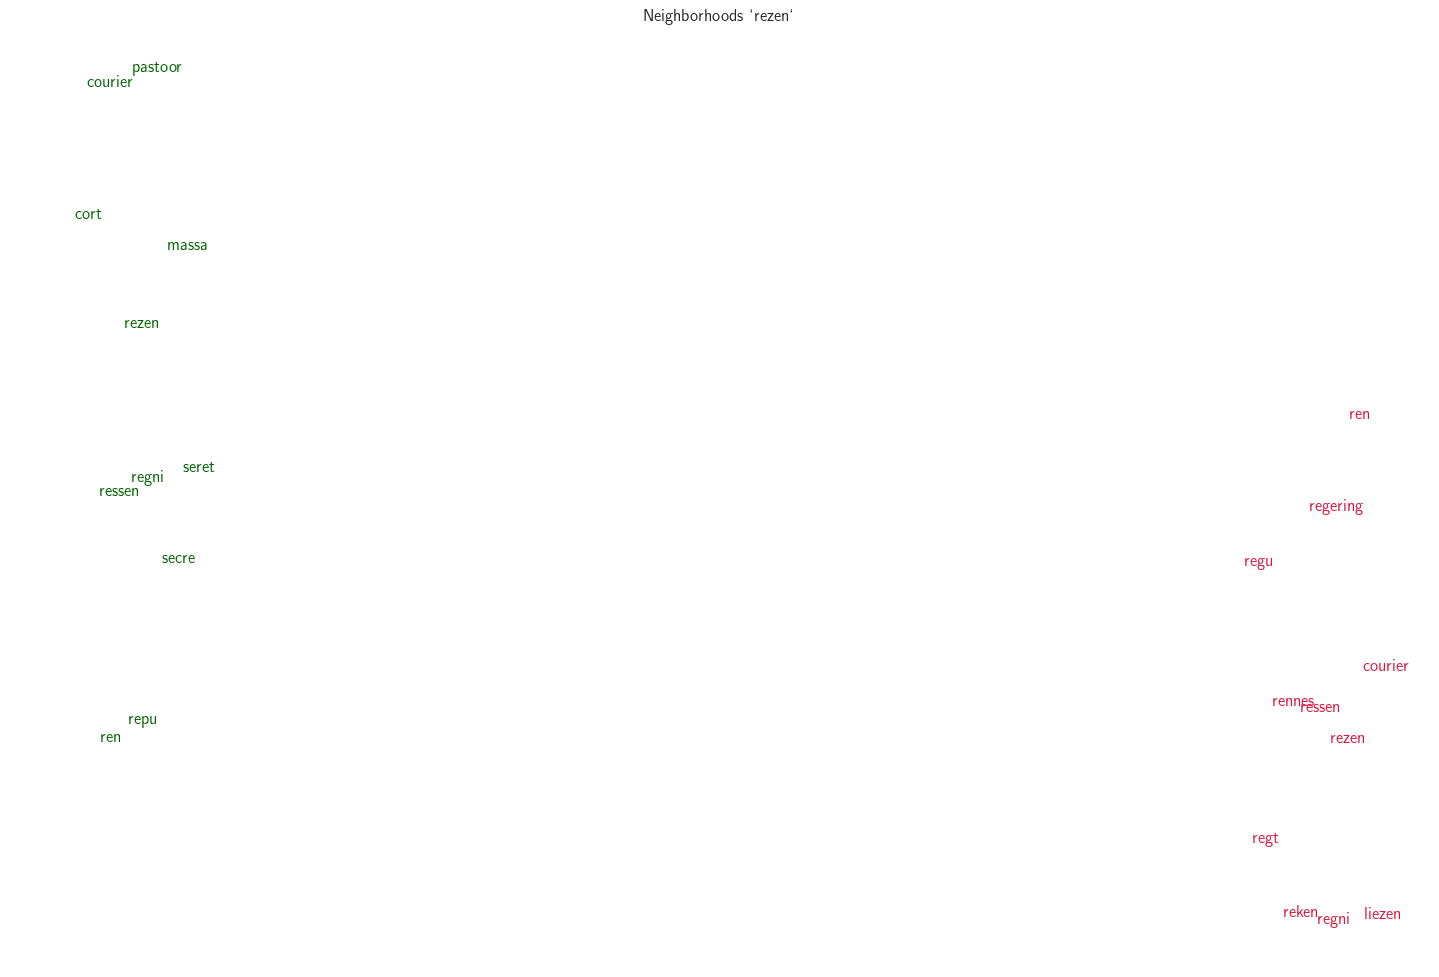 Neighborhoods ‘rezen‘
pastoor
courier
cort
massa
rezen
ren
seret
regni
ressen
regering
secre
regu
courier
rennes
ressen
repu
ren
rezen
regt
reken
liezen
regni